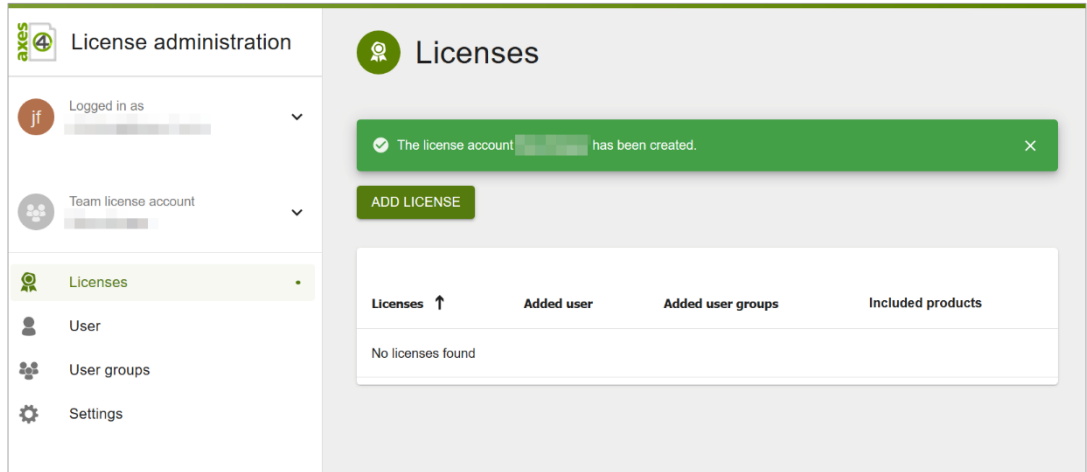 axes4
License administration
Logged in as
jf
Team license account
Licenses
User
User groups
Settings
Licenses
The license account has been created.
ADD LICENSE
Licenses Added user Added user groups Included products
No licenses found